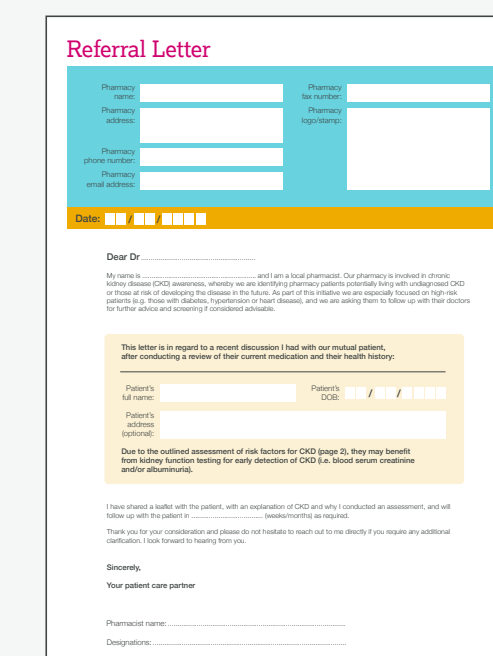 Referral Letter
Pharmacy
name:
Pharmacy
fax number:
Pharmacy
address:
Pharmacy
logo/stamp:
Pharmacy
phone number:
Pharmacy
email address:
Date: / /
Dear Dr ....................................................
My name is .................................................... and I am a local pharmacist. Our pharmacy is involved in chronic
kidney disease (CKD) awareness, whereby we are identifying pharmacy patients potentially living with undiagnosed CKD
or those at risk of developing the disease in the future. As part of this initiative we are especially focused on high-risk
patients (e.g. those with diabetes, hypertension or heart disease), and we are asking them to follow up with their doctors
for further advice and screening if considered advisable.
This letter is in regard to a recent discussion I had with our mutual patient,
after conducting a review of their current medication and their health history:
Patient's
full name:
Patient's
DOB: / /
Patient's
address
(optional):
Due to the outlined assessment of risk factors for CKD (page 2), they may benefit
from kidney function testing for early detection of CKD (i.e. blood serum creatinine
and/or albuminuria).
I have shared a leaflet with the patient, with an explanation of CKD and why I conducted an assessment, and will
follow up with the patient in ................................. (weeks/months) as required.
Thank you for your consideration and please do not hesitate to reach out to me directly if you require any additional
clarification. I look forward to hearing from you.
Sincerely,
Your patient care partner
Pharmacist name: ....................................................................................
Designations: ...........................................................................................